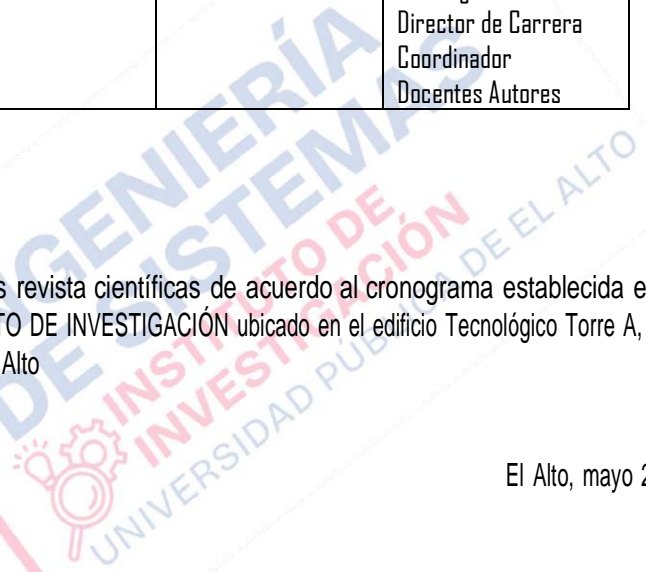 Director de Carrera
Coordinador
Docentes Autores
s revista científicas de acuerdo al cronograma establecida e
TO DE INVESTIGACIÓN ubicado en el edificio Tecnológico Torre A,
Alto
El Alto, mayo 2
INGENIERÍA
DE SISTEMAS
INSTITUTO DE
INVESTIGACIÓN
UNIVERSIDAD PÚBLICA DE EL ALTO